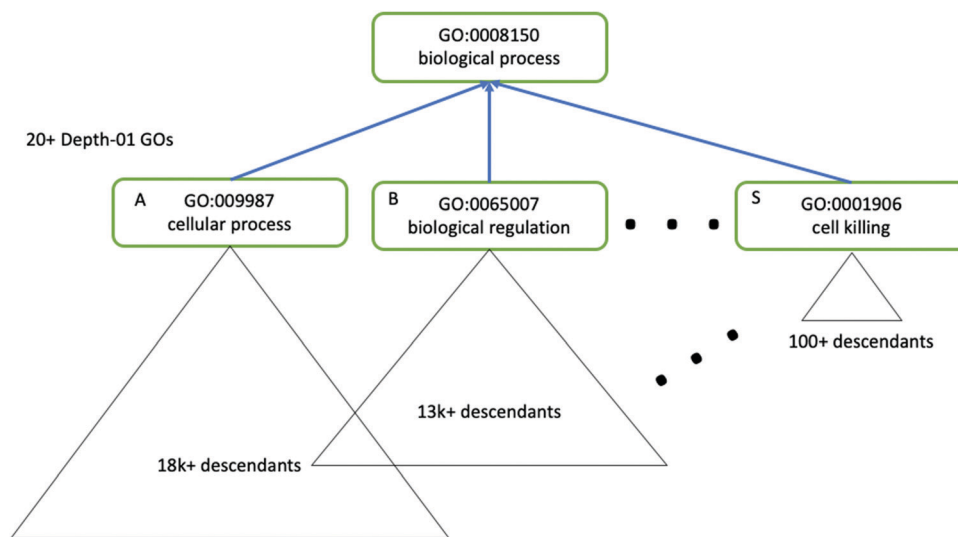 GO:0008150
biological process
20+ Depth-01 GOs
A
GO:009987
cellular process
B
GO:0065007
biological regulation
S
GO:0001906
cell killing
100+ descendants
13k+ descendants
18k+ descendants